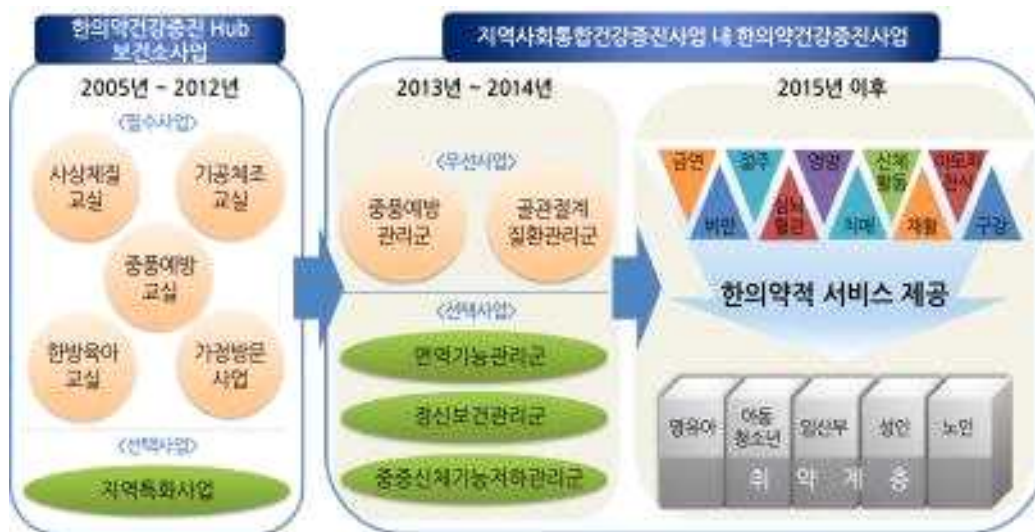 한의약건강증진 Hub
보건소사업
2005년 ~ 2012년
<필수사업>
사상체질
교실
기공체조
교실
중풍예방
교실
한방육아
교실
가정방문
사업
<선택사업>
지역특화사업
지역사회통합건강증진사업 내 한의약건강증진사업
2013년 ~ 2014년
<우선사업>
중풍예방
관리군
골관절계
질환관리군
<선택사업>
면역기능관리군
정신보건관리군
중증신체기능저하관리군
2015년 이후
금연
절주
영양
신체
활동
아토피
천식
비만
심뇌
혈관
치매
재활
구강
한의약적 서비스 제공
영유아
아동
청소년
임산부
성인
노인
취 약 계 층